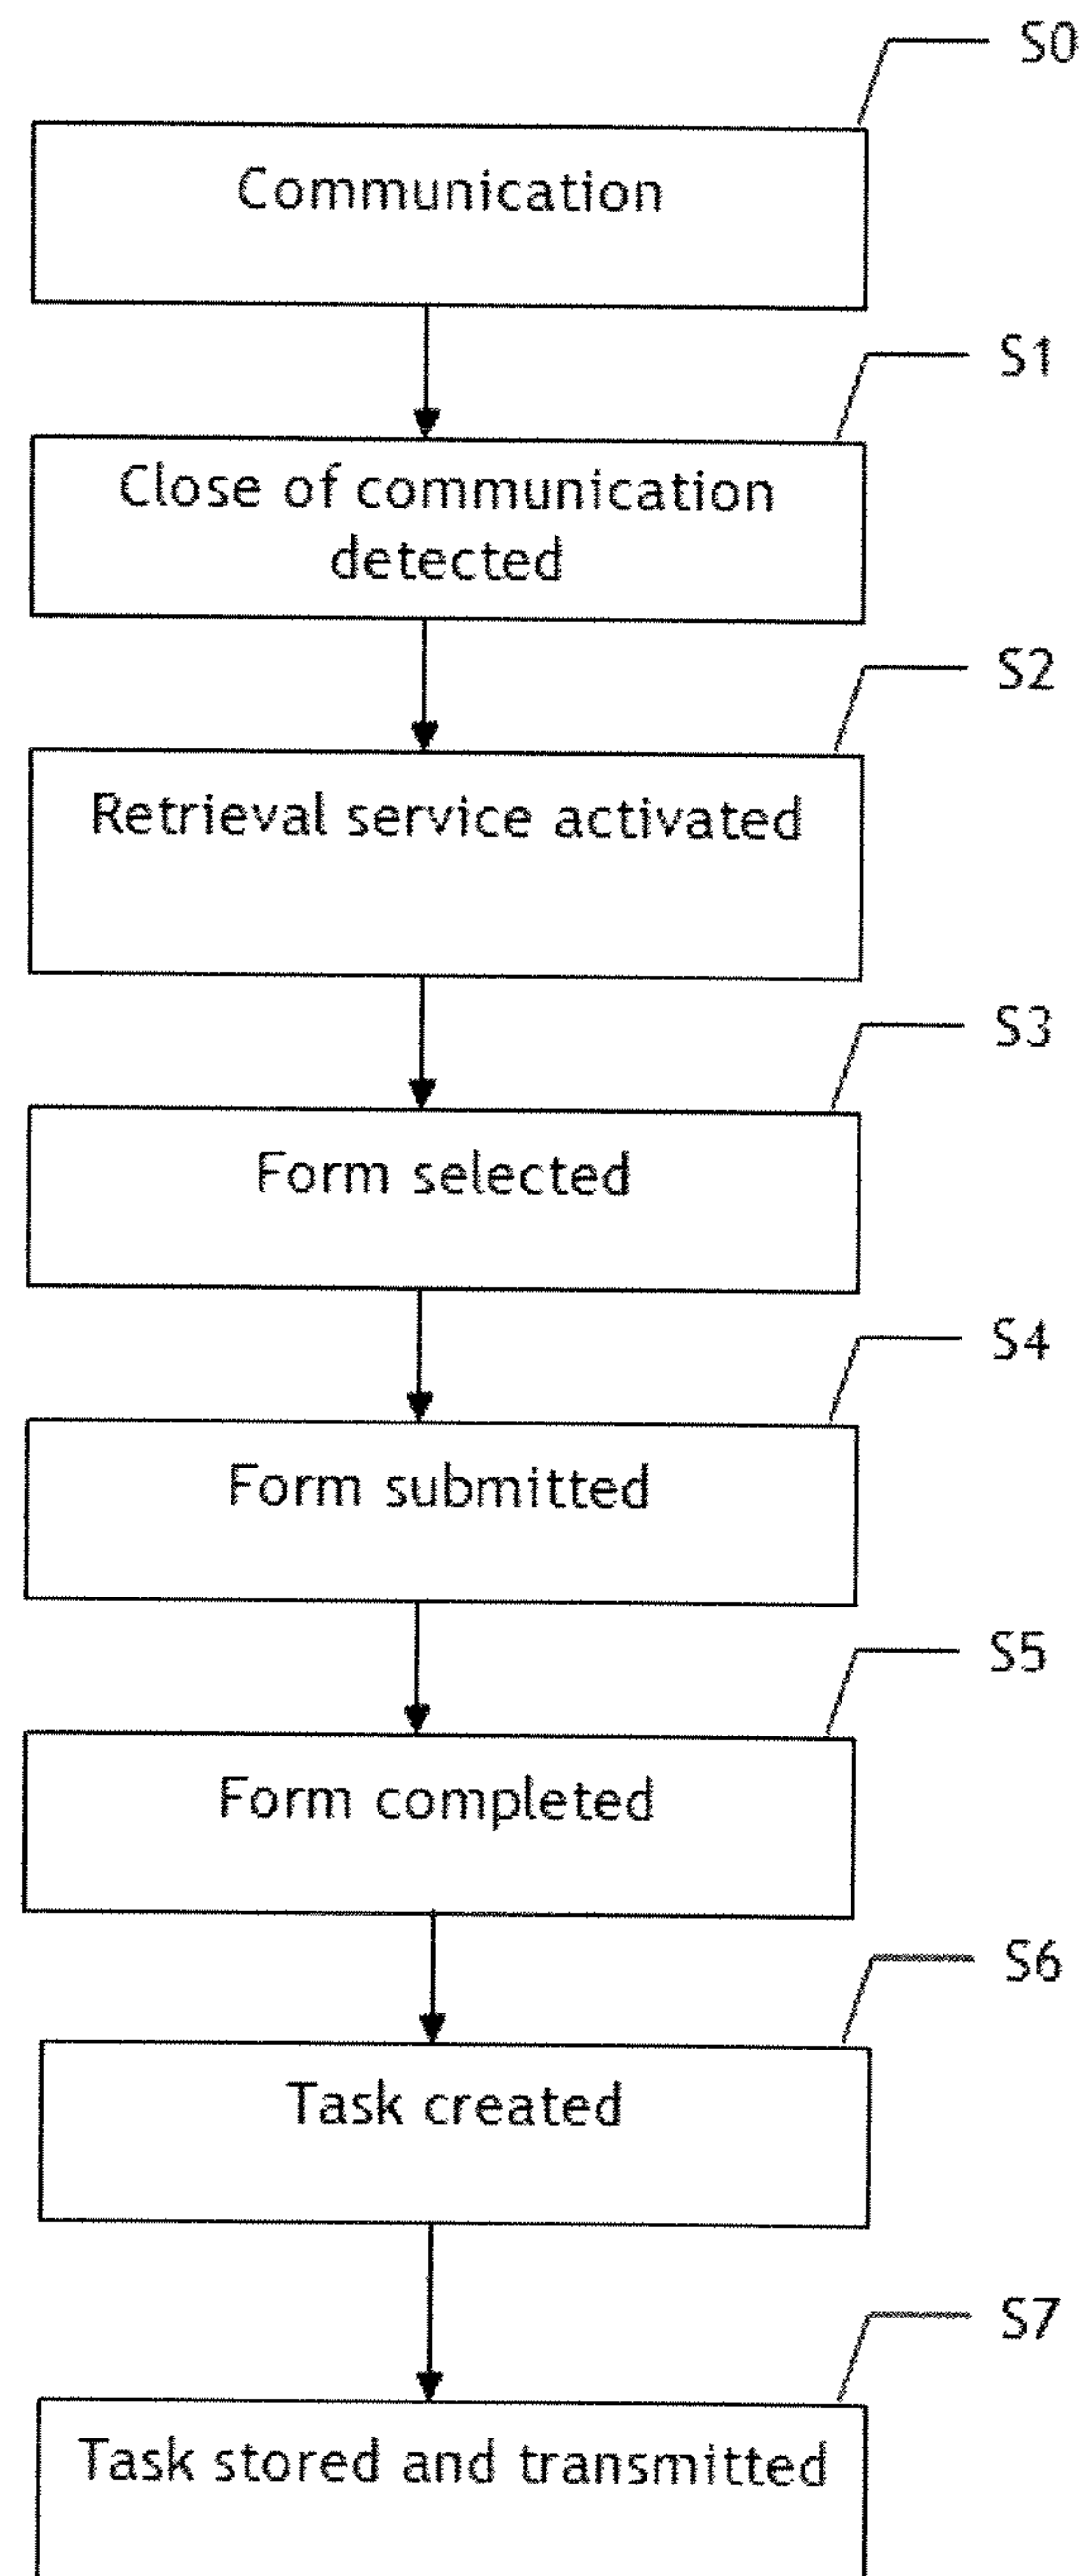 S0
Communication
S1
Close of communication
detected
S2
Retrieval service activated
S3
Form selected
S4
Form submitted
S5
Form completed
S6
Task created
S7
Task stored and transmitted